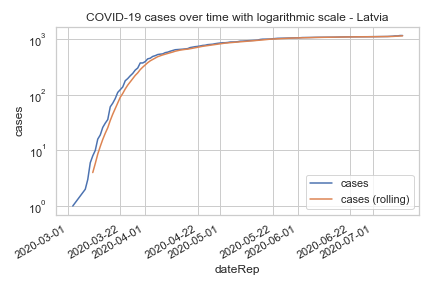 COVID-19 cases over time with logarithmic scale - Latvia
cases
10³
10²
10¹
10⁰
cases
cases (rolling)
2020-03-01
2020-03-22
2020-04-01
2020-04-22
2020-05-01
2020-05-22
2020-06-01
2020-06-22
2020-07-01
dateRep